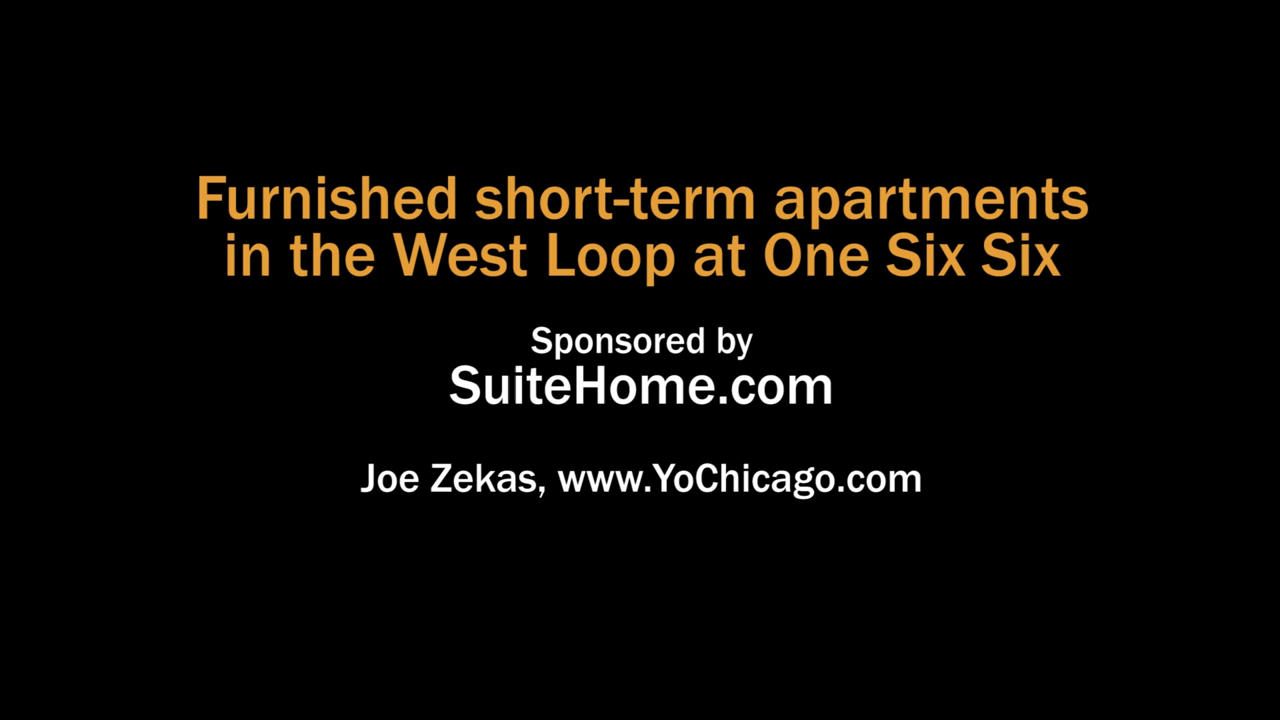 Furnished short-term apartments
in the West Loop at One Six Six
Sponsored by
SuiteHome.com
Joe Zekas, www.YoChicago.com